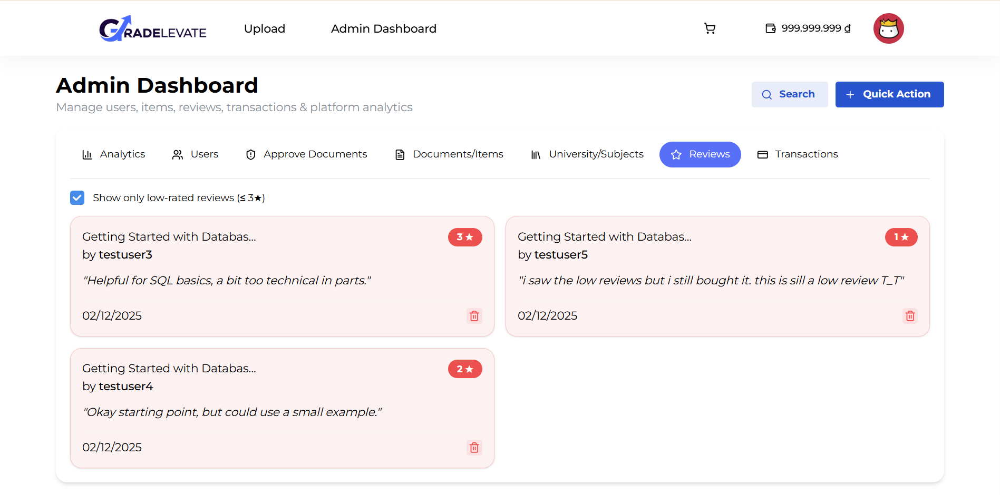 GRADELEVATE
Upload
Admin Dashboard
999.999.999 ₫
Admin Dashboard
Manage users, items, reviews, transactions & platform analytics
Search
Quick Action
Analytics
Users
Approve Documents
Documents/Items
University/Subjects
Reviews
Transactions
Show only low-rated reviews (≤ 3★)
Getting Started with Databas...
3 ★
by testuser3
"Helpful for SQL basics, a bit too technical in parts."
02/12/2025
Getting Started with Databas...
1 ★
by testuser5
"i saw the low reviews but i still bought it. this is sill a low review T_T"
02/12/2025
Getting Started with Databas...
2 ★
by testuser4
"Okay starting point, but could use a small example."
02/12/2025